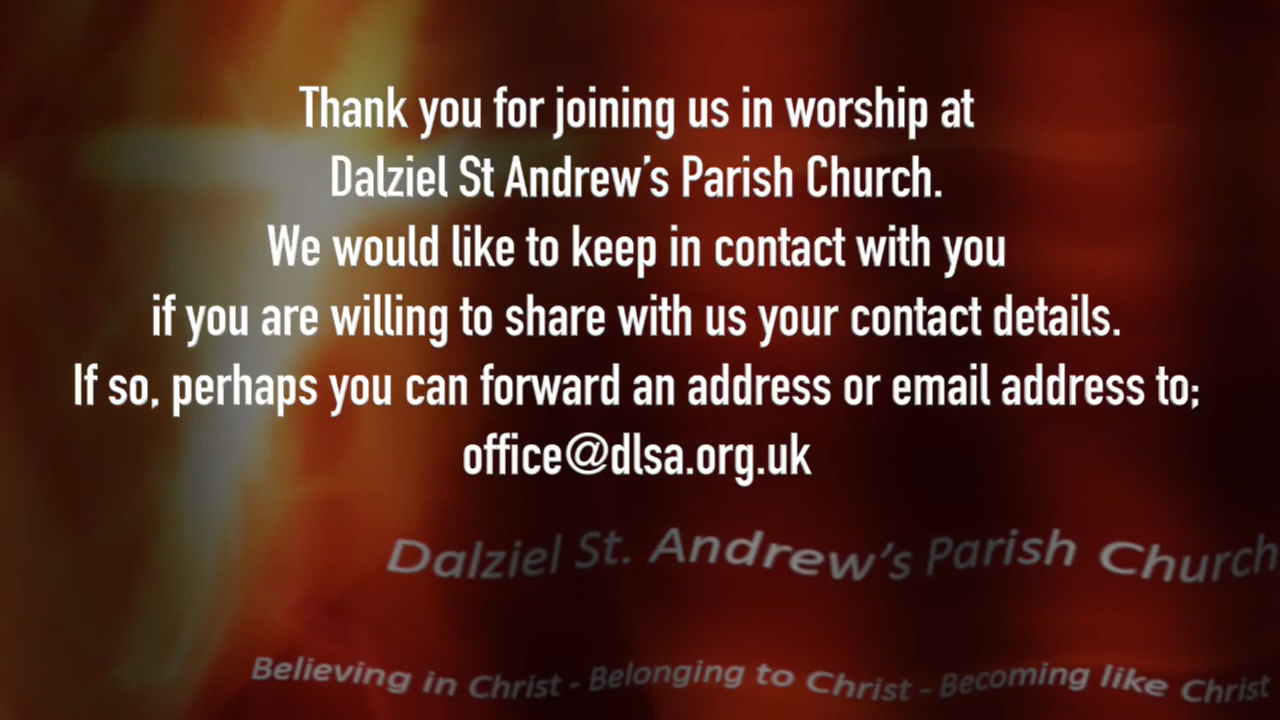 Thank you for joining us in worship at
Dalziel St Andrew's Parish Church.
We would like to keep in contact with you
if you are willing to share with us your contact details.
If so, perhaps you can forward an address or email address to;
office@dlsa.org.uk
Dalziel St. Andrew's Parish Church
Believing in Christ - Belonging to Christ - Becoming like Christ